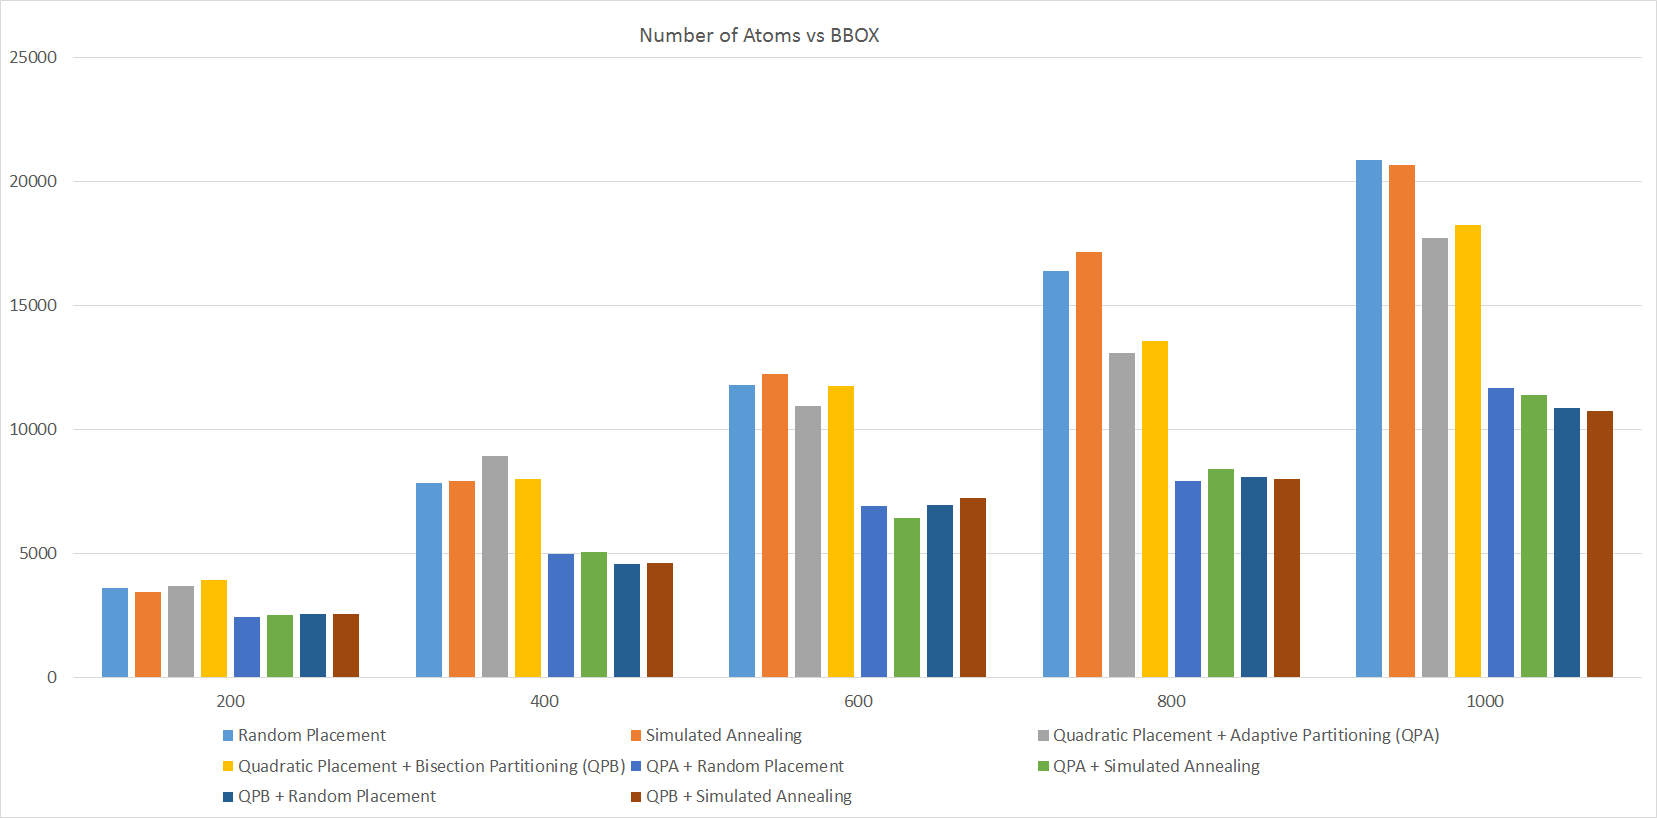 Number of Atoms vs BBOX
25000
20000
15000
10000
5000
0
200 400 600 800 1000
Random Placement Simulated Annealing Quadratic Placement + Adaptive Partitioning (QPA)
Quadratic Placement + Bisection Partitioning (QPB) QPA + Random Placement QPA + Simulated Annealing
QPB + Random Placement QPB + Simulated Annealing